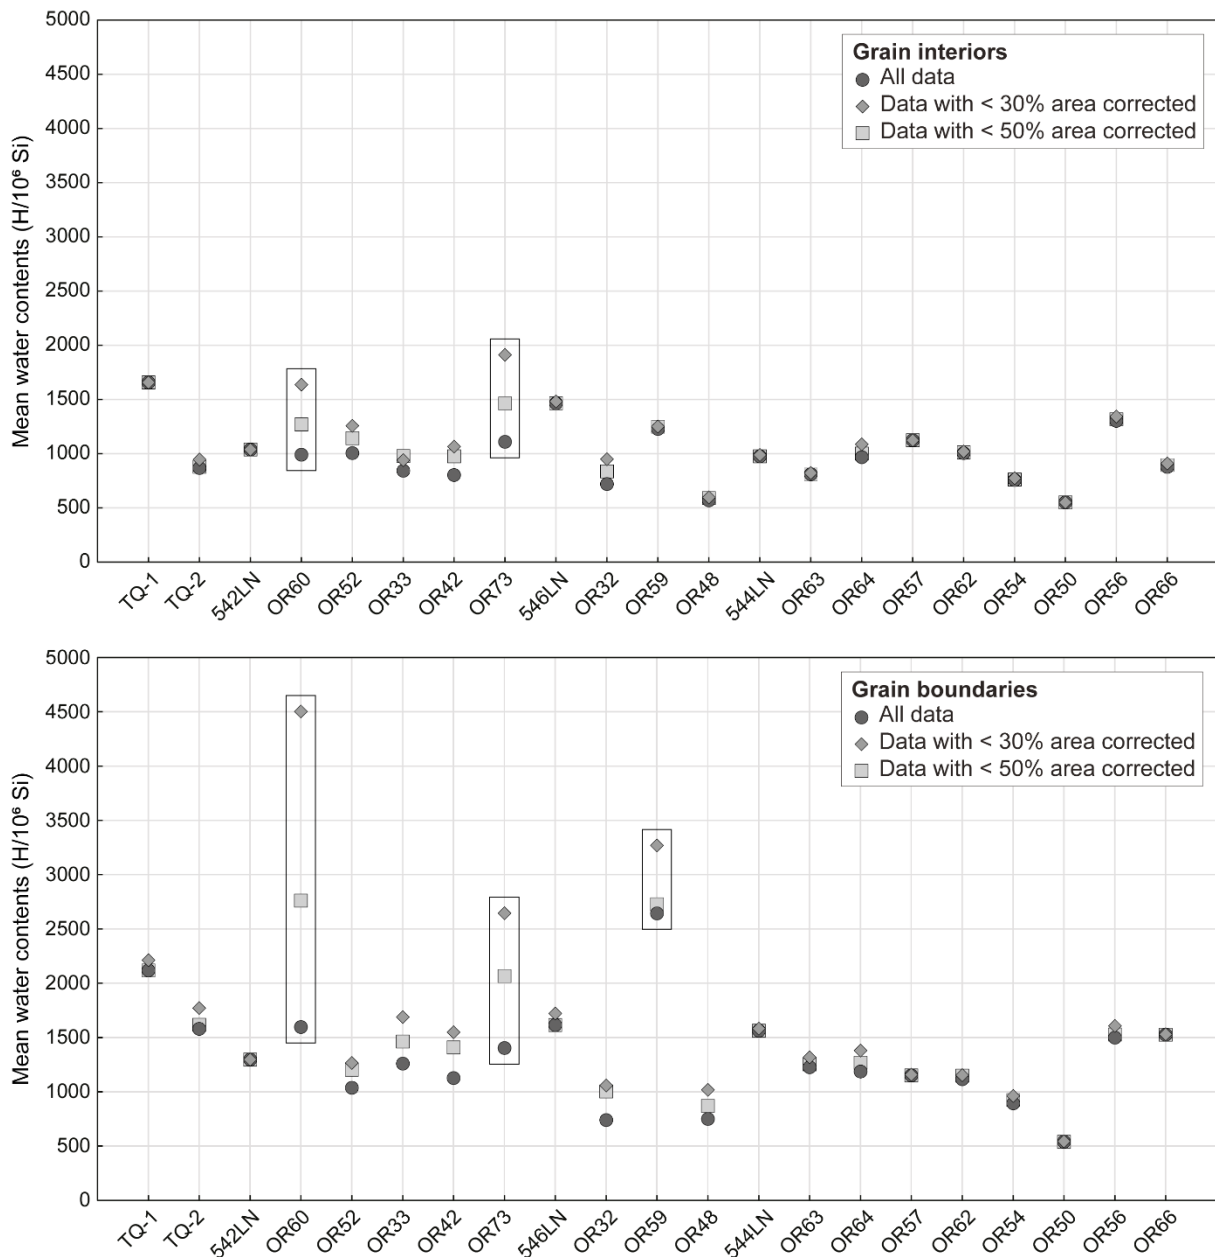 5000
4500
4000
3500
3000
2500
2000
1500
1000
500
0
Mean water contents (H/10⁶ Si)
Grain interiors
All data
Data with < 30% area corrected
Data with < 50% area corrected
TQ-1
TQ-2
542LN
OR60
OR52
OR33
OR42
OR73
546LN
OR32
OR59
OR48
544LN
OR63
OR64
OR57
OR62
OR54
OR50
OR56
OR66
5000
4500
4000
3500
3000
2500
2000
1500
1000
500
0
Mean water contents (H/10⁶ Si)
Grain boundaries
All data
Data with < 30% area corrected
Data with < 50% area corrected
TQ-1
TQ-2
542LN
OR60
OR52
OR33
OR42
OR73
546LN
OR32
OR59
OR48
544LN
OR63
OR64
OR57
OR62
OR54
OR50
OR56
OR66